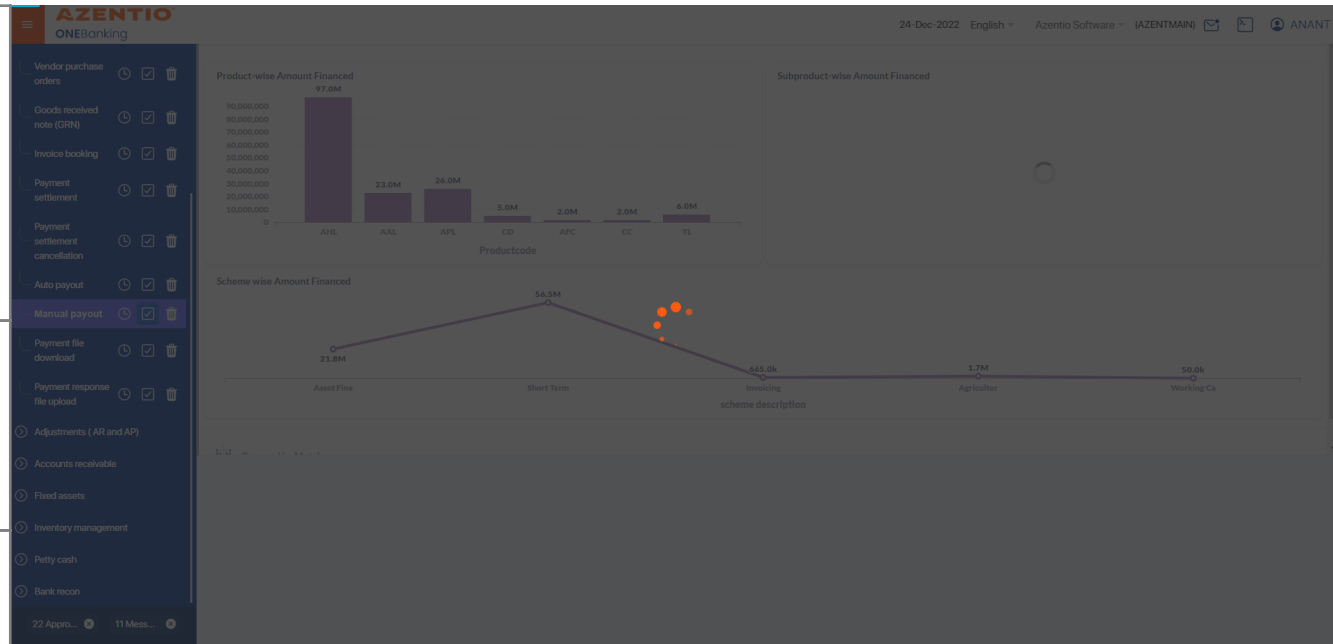 AZENTIO
ONEBanking
24-Dec-2022 English Azentio Software (AZENTMAIN) ANANT
Vendor purchase
orders
Goods received
note (GRN)
Invoice booking
Payment
settlement
Payment
settlement
cancellation
Auto payout
Manual payout
Payment file
download
Payment response
file upload
Adjustments ( AR and AP)
Accounts receivable
Fixed assets
Inventory management
Petty cash
Bank recon
22 Appro...
11 Mess...
Product-wise Amount Financed
97.0M
90,000,000
80,000,000
70,000,000
60,000,000
50,000,000
40,000,000
30,000,000
20,000,000
10,000,000
0
23.0M
26.0M
5.0M
2.0M
2.0M
6.0M
AHL AAL APL CD AFC CC TL
Productcode
Subproduct-wise Amount Financed
Scheme wise Amount Financed
56.5M
21.8M
665.0k
1.7M
50.0k
Asset Fina Short Term Invoicing Agricultur Working Ca
scheme description